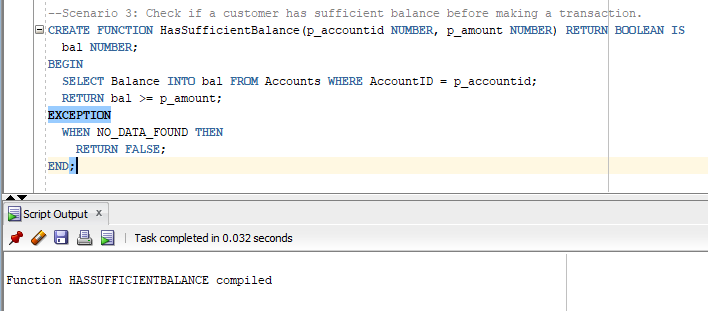 --Scenario 3: Check if a customer has sufficient balance before making a transaction.
CREATE FUNCTION HasSufficientBalance(p_accountid NUMBER, p_amount NUMBER) RETURN BOOLEAN IS
bal NUMBER;
BEGIN
SELECT Balance INTO bal FROM Accounts WHERE AccountID = p_accountid;
RETURN bal >= p_amount;
EXCEPTION
WHEN NO_DATA_FOUND THEN
RETURN FALSE;
END;
Script Output x
Task completed in 0.032 seconds
Function HASSUFFICIENTBALANCE compiled